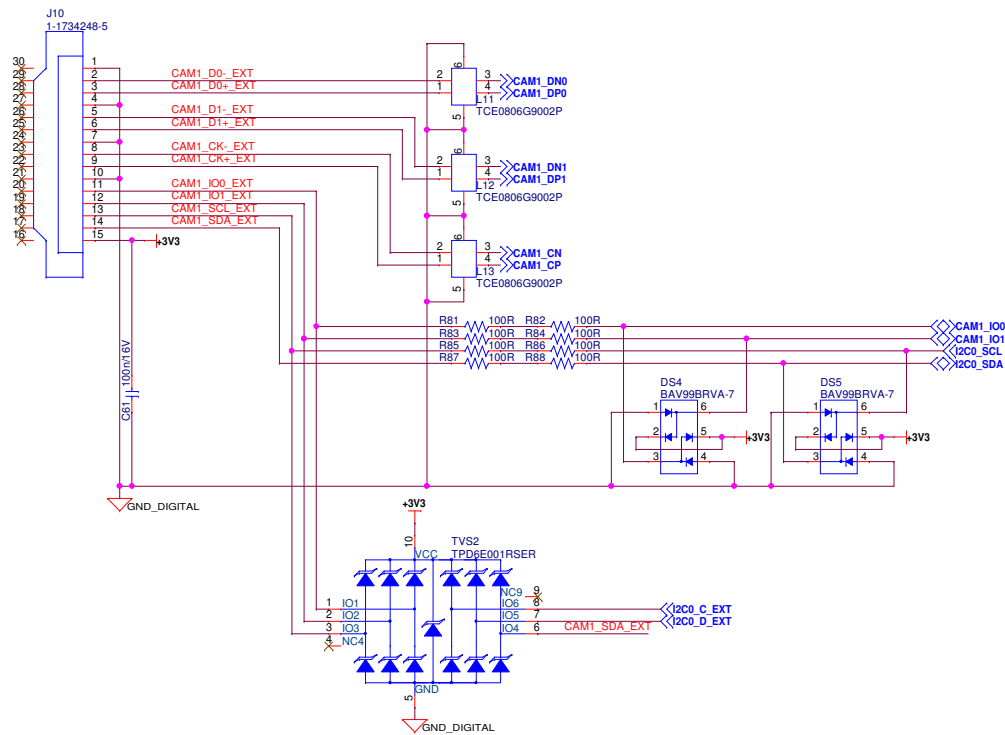 J10
1-1734248-5
30
29
28
27
26
25
24
23
22
21
20
19
18
17
16
1
2
3
4
5
6
7
8
9
10
11
12
13
14
15
CAM1_D0-_EXT
CAM1_D0+_EXT
CAM1_D1-_EXT
CAM1_D1+_EXT
CAM1_CK-_EXT
CAM1_CK+_EXT
CAM1_IO0_EXT
CAM1_IO1_EXT
CAM1_SCL_EXT
CAM1_SDA_EXT
+3V3
6
2 3 CAM1_DN0
1 4 CAM1_DP0
L11
5 TCE0806G9002P
6
2 3 CAM1_DN1
1 4 CAM1_DP1
L12
5 TCE0806G9002P
6
2 3 CAM1_CN
1 4 CAM1_CP
L13
5 TCE0806G9002P
R81 100R R82 100R CAM1_IO0
R83 100R R84 100R CAM1_IO1
R85 100R R86 100R I2C0_SCL
R87 100R R88 100R I2C0_SDA
C61 100n/16V
DS4
BAV99BRVA-7
1 6
2 5 +3V3
3 4
DS5
BAV99BRVA-7
1 6
2 5 +3V3
3 4
GND_DIGITAL
+3V3
10
VCC
TVS2
TPD6E001RSER
1 IO1
2 IO2
3 IO3
4 NC4
NC9 9
IO6 8 I2C0_C_EXT
IO5 7 I2C0_D_EXT
IO4 6 CAM1_SDA_EXT
GND
5
GND_DIGITAL